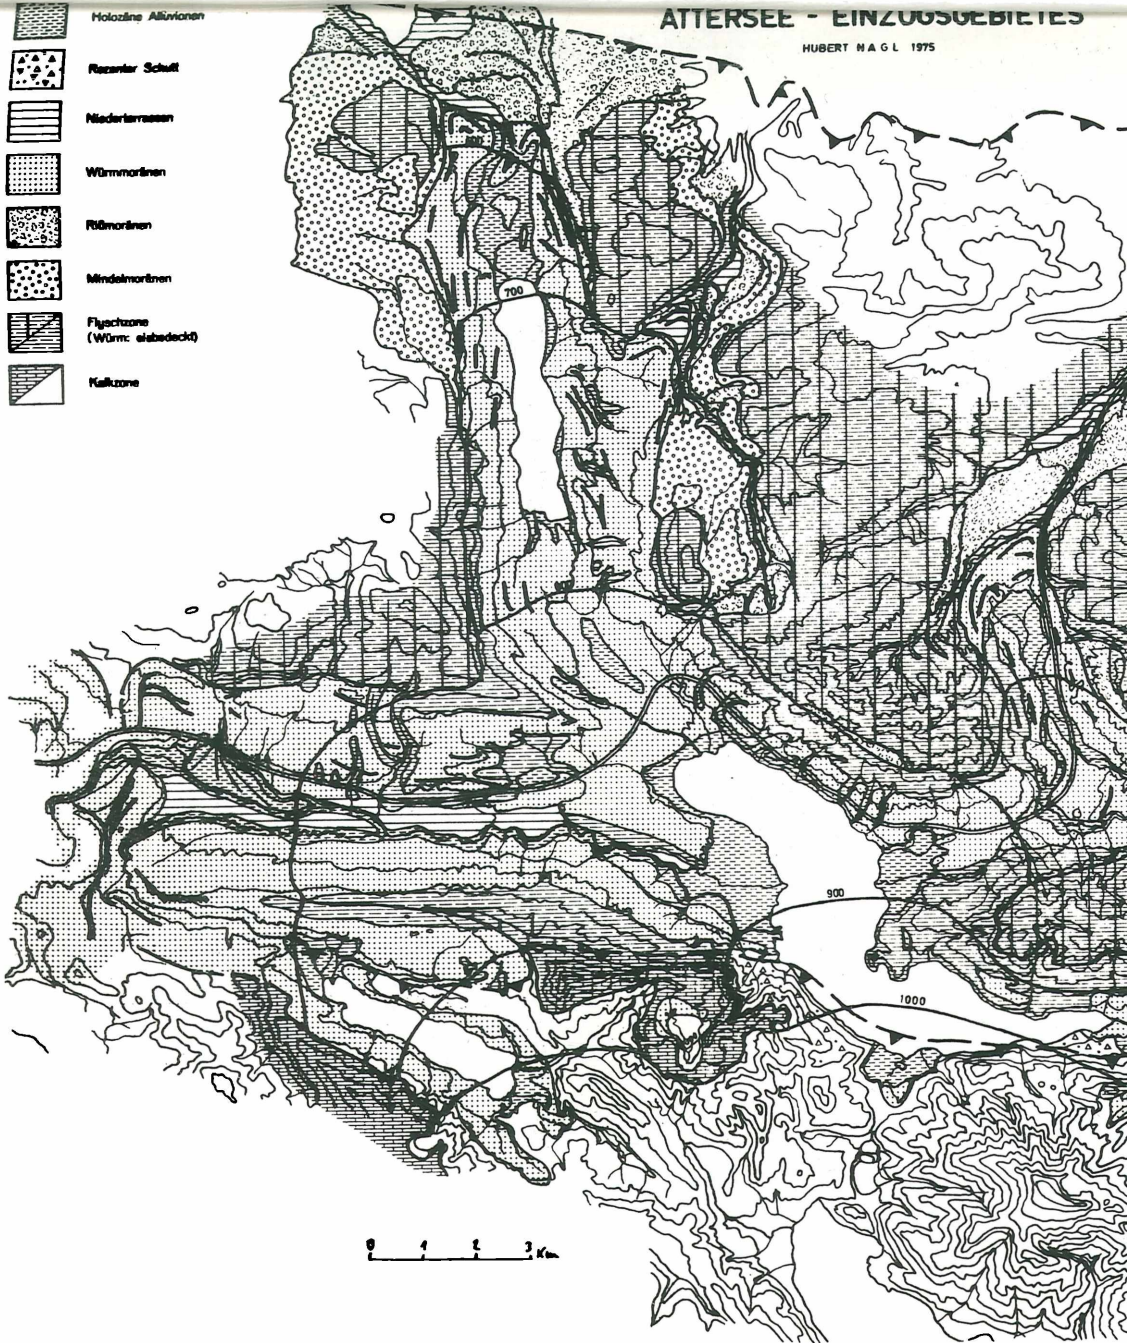 ATTERSEE - EINZUGSGEBIETES
HUBERT NAGL 1975
Holozäne Alluvionen
Rezenter Schutt
Niederterrassen
Würmmoränen
Rißmoränen
Mindelmoränen
Flyschzone
(Würm: eisbedeckt)
Kalkzone
700
900
1000
0 1 2 3 Km